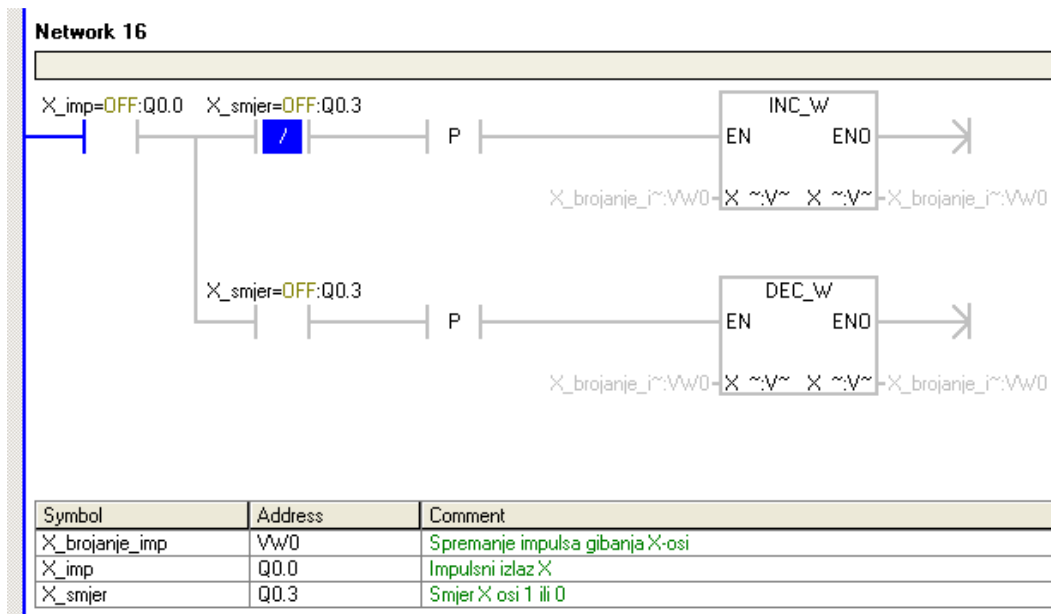 Network 16
X_imp=OFF:Q0.0 X_smjer=OFF:Q0.3
/ P INC_W
EN ENO
X_brojanje_i~:VW0 X ~:V~ X ~:V~ X_brojanje_i~:VW0
X_smjer=OFF:Q0.3
P DEC_W
EN ENO
X_brojanje_i~:VW0 X ~:V~ X ~:V~ X_brojanje_i~:VW0
Symbol Address Comment
X_brojanje_imp VW0 Spremanje impulsa gibanja X-osi
X_imp Q0.0 Impulsni izlaz X
X_smjer Q0.3 Smjer X osi 1 ili 0